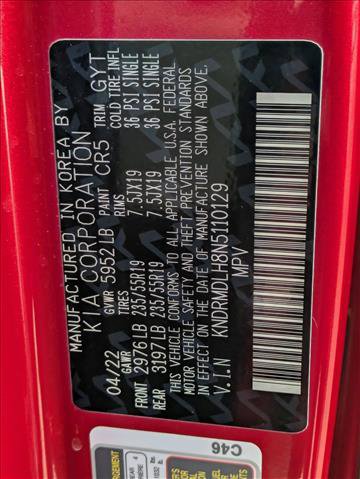 MANUFACTURED IN KOREA BY
KIA CORPORATION
04/22 GVWR 5952LB PAINT CR5 TRIM GYT
GAWR TIRES RIMS COLD TIRE INFL
FRONT 2976LB 235/55R19 7.5JX19 36 PSI SINGLE
REAR 3197LB 235/55R19 7.5JX19 36 PSI SINGLE
THIS VEHICLE CONFORMS TO ALL APPLICABLE U.S.A. FEDERAL
MOTOR VEHICLE SAFETY AND THEFT PREVENTION STANDARDS
IN EFFECT ON THE DATE OF MANUFACTURE SHOWN ABOVE.
V.I.N KNDRMDLH8N5110129
MPV
C46